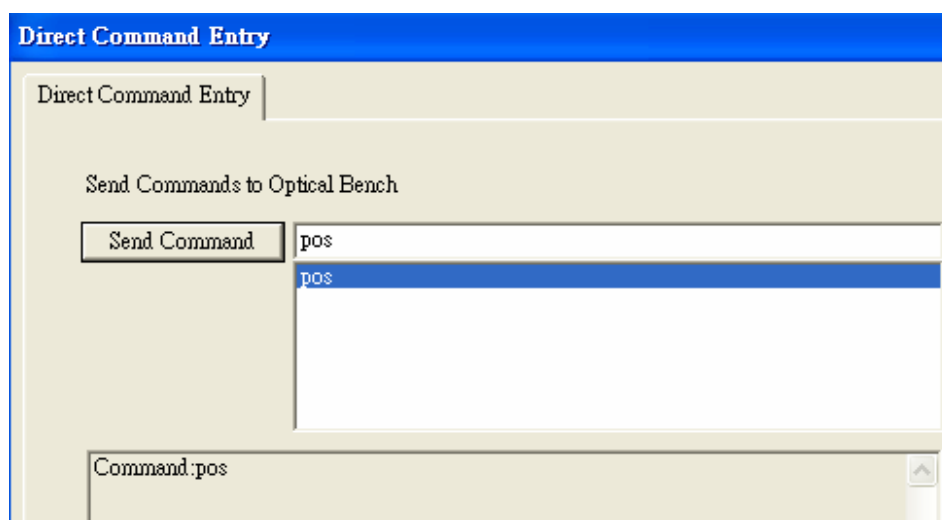 Direct Command Entry
Direct Command Entry
Send Commands to Optical Bench
Send Command
pos
pos
Command:pos